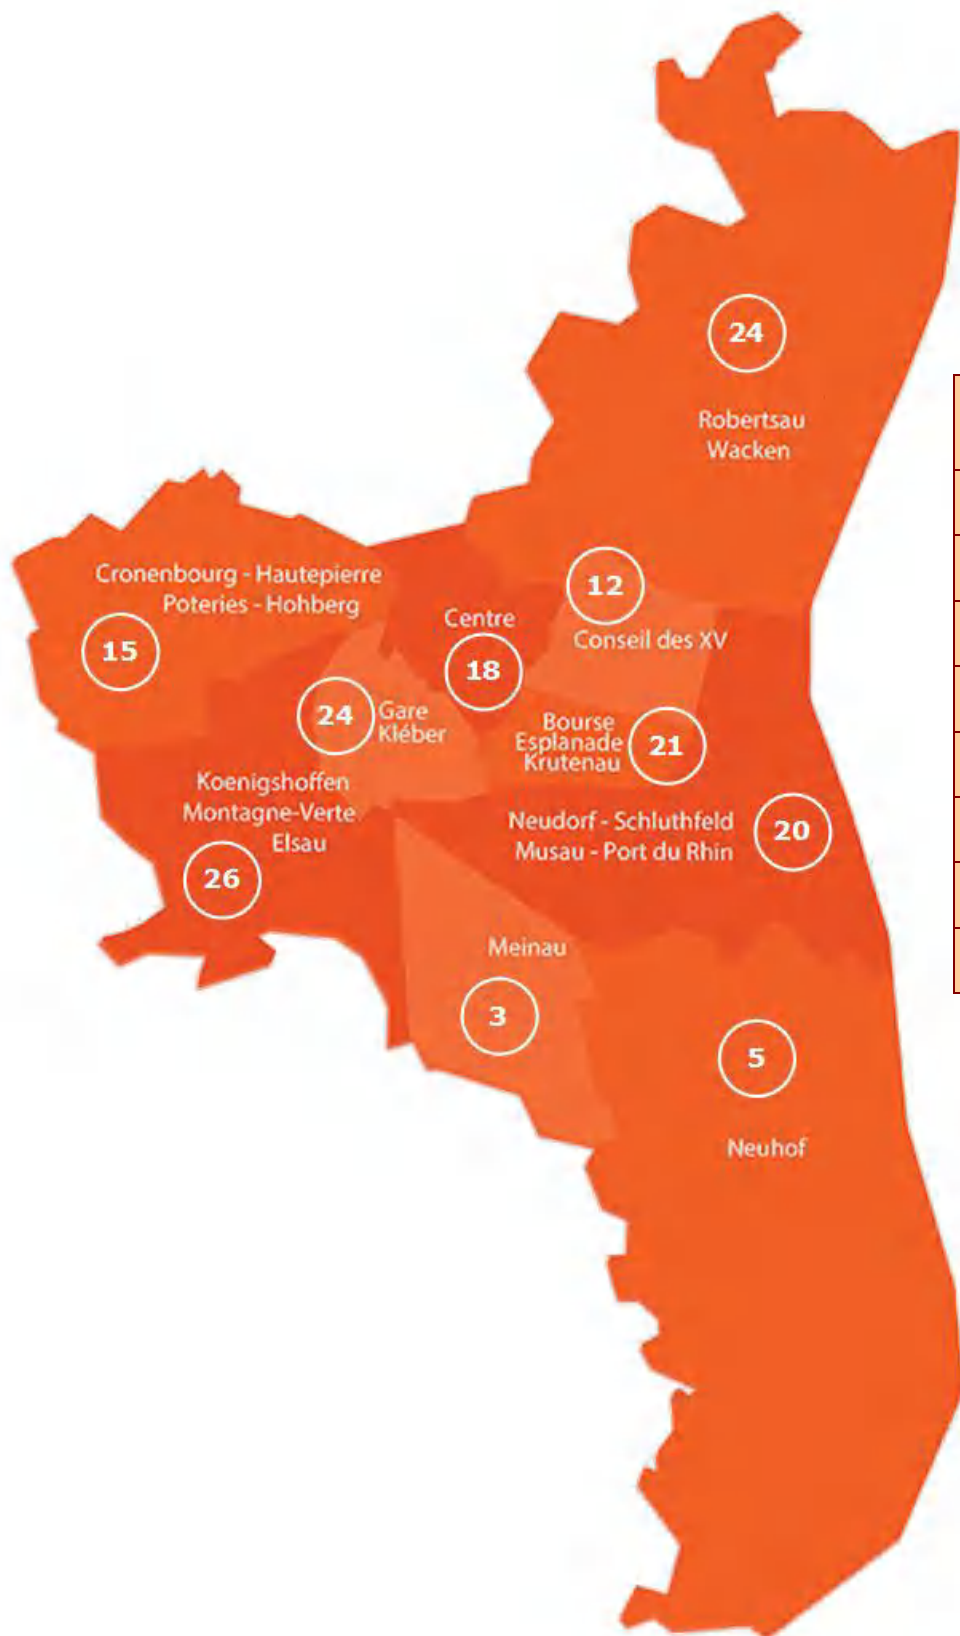 24
Robertsau
Wacken
12
Conseil des XV
Cronenbourg - Hautepierre
Poteries - Hohberg
15
Centre
18
24
Gare
Kléber
Bourse
Esplanade
Krutenau
21
Koenigshoffen
Montagne-Verte
Elsau
26
Neudorf - Schluthfeld
Musau - Port du Rhin
20
Meinau
3
5
Neuhof